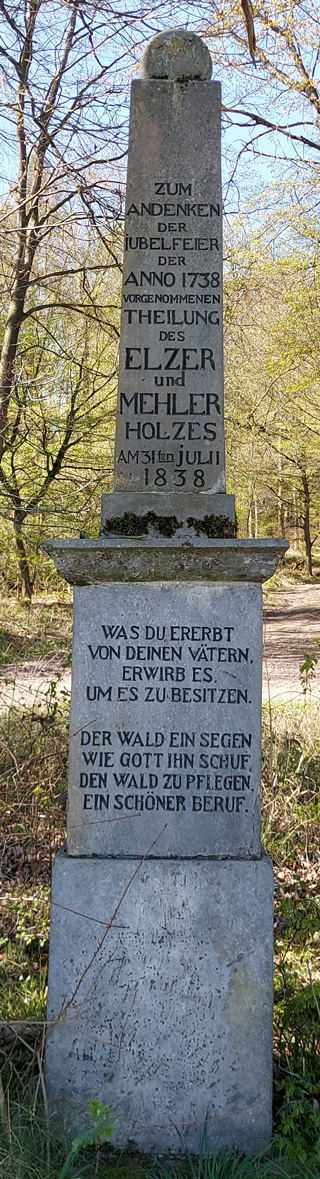 ZUM
ANDENKEN
DER
JUBELFEIER
DER
ANNO 1738
VORGENOMMENEN
THEILUNG
DES
ELZER
und
MEHLER
HOLZES
AM 31ten JULII
1838
WAS DU ERERBT
VON DEINEN VÄTERN,
ERWIRB ES,
UM ES ZU BESITZEN.
DER WALD EIN SEGEN
WIE GOTT IHN SCHUF,
DEN WALD ZU PFLEGEN,
EIN SCHÖNER BERUF.